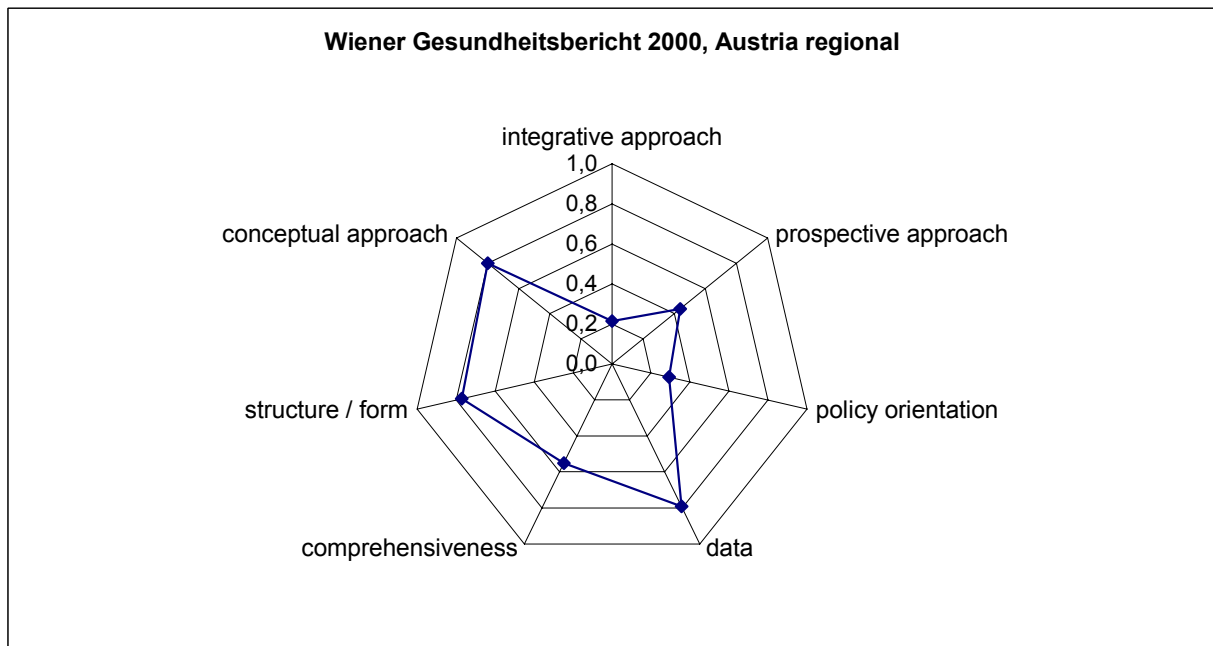 Wiener Gesundheitsbericht 2000, Austria regional
integrative approach
1,0
0,8
0,6
0,4
0,2
0,0
conceptual approach
prospective approach
structure / form
policy orientation
comprehensiveness
data